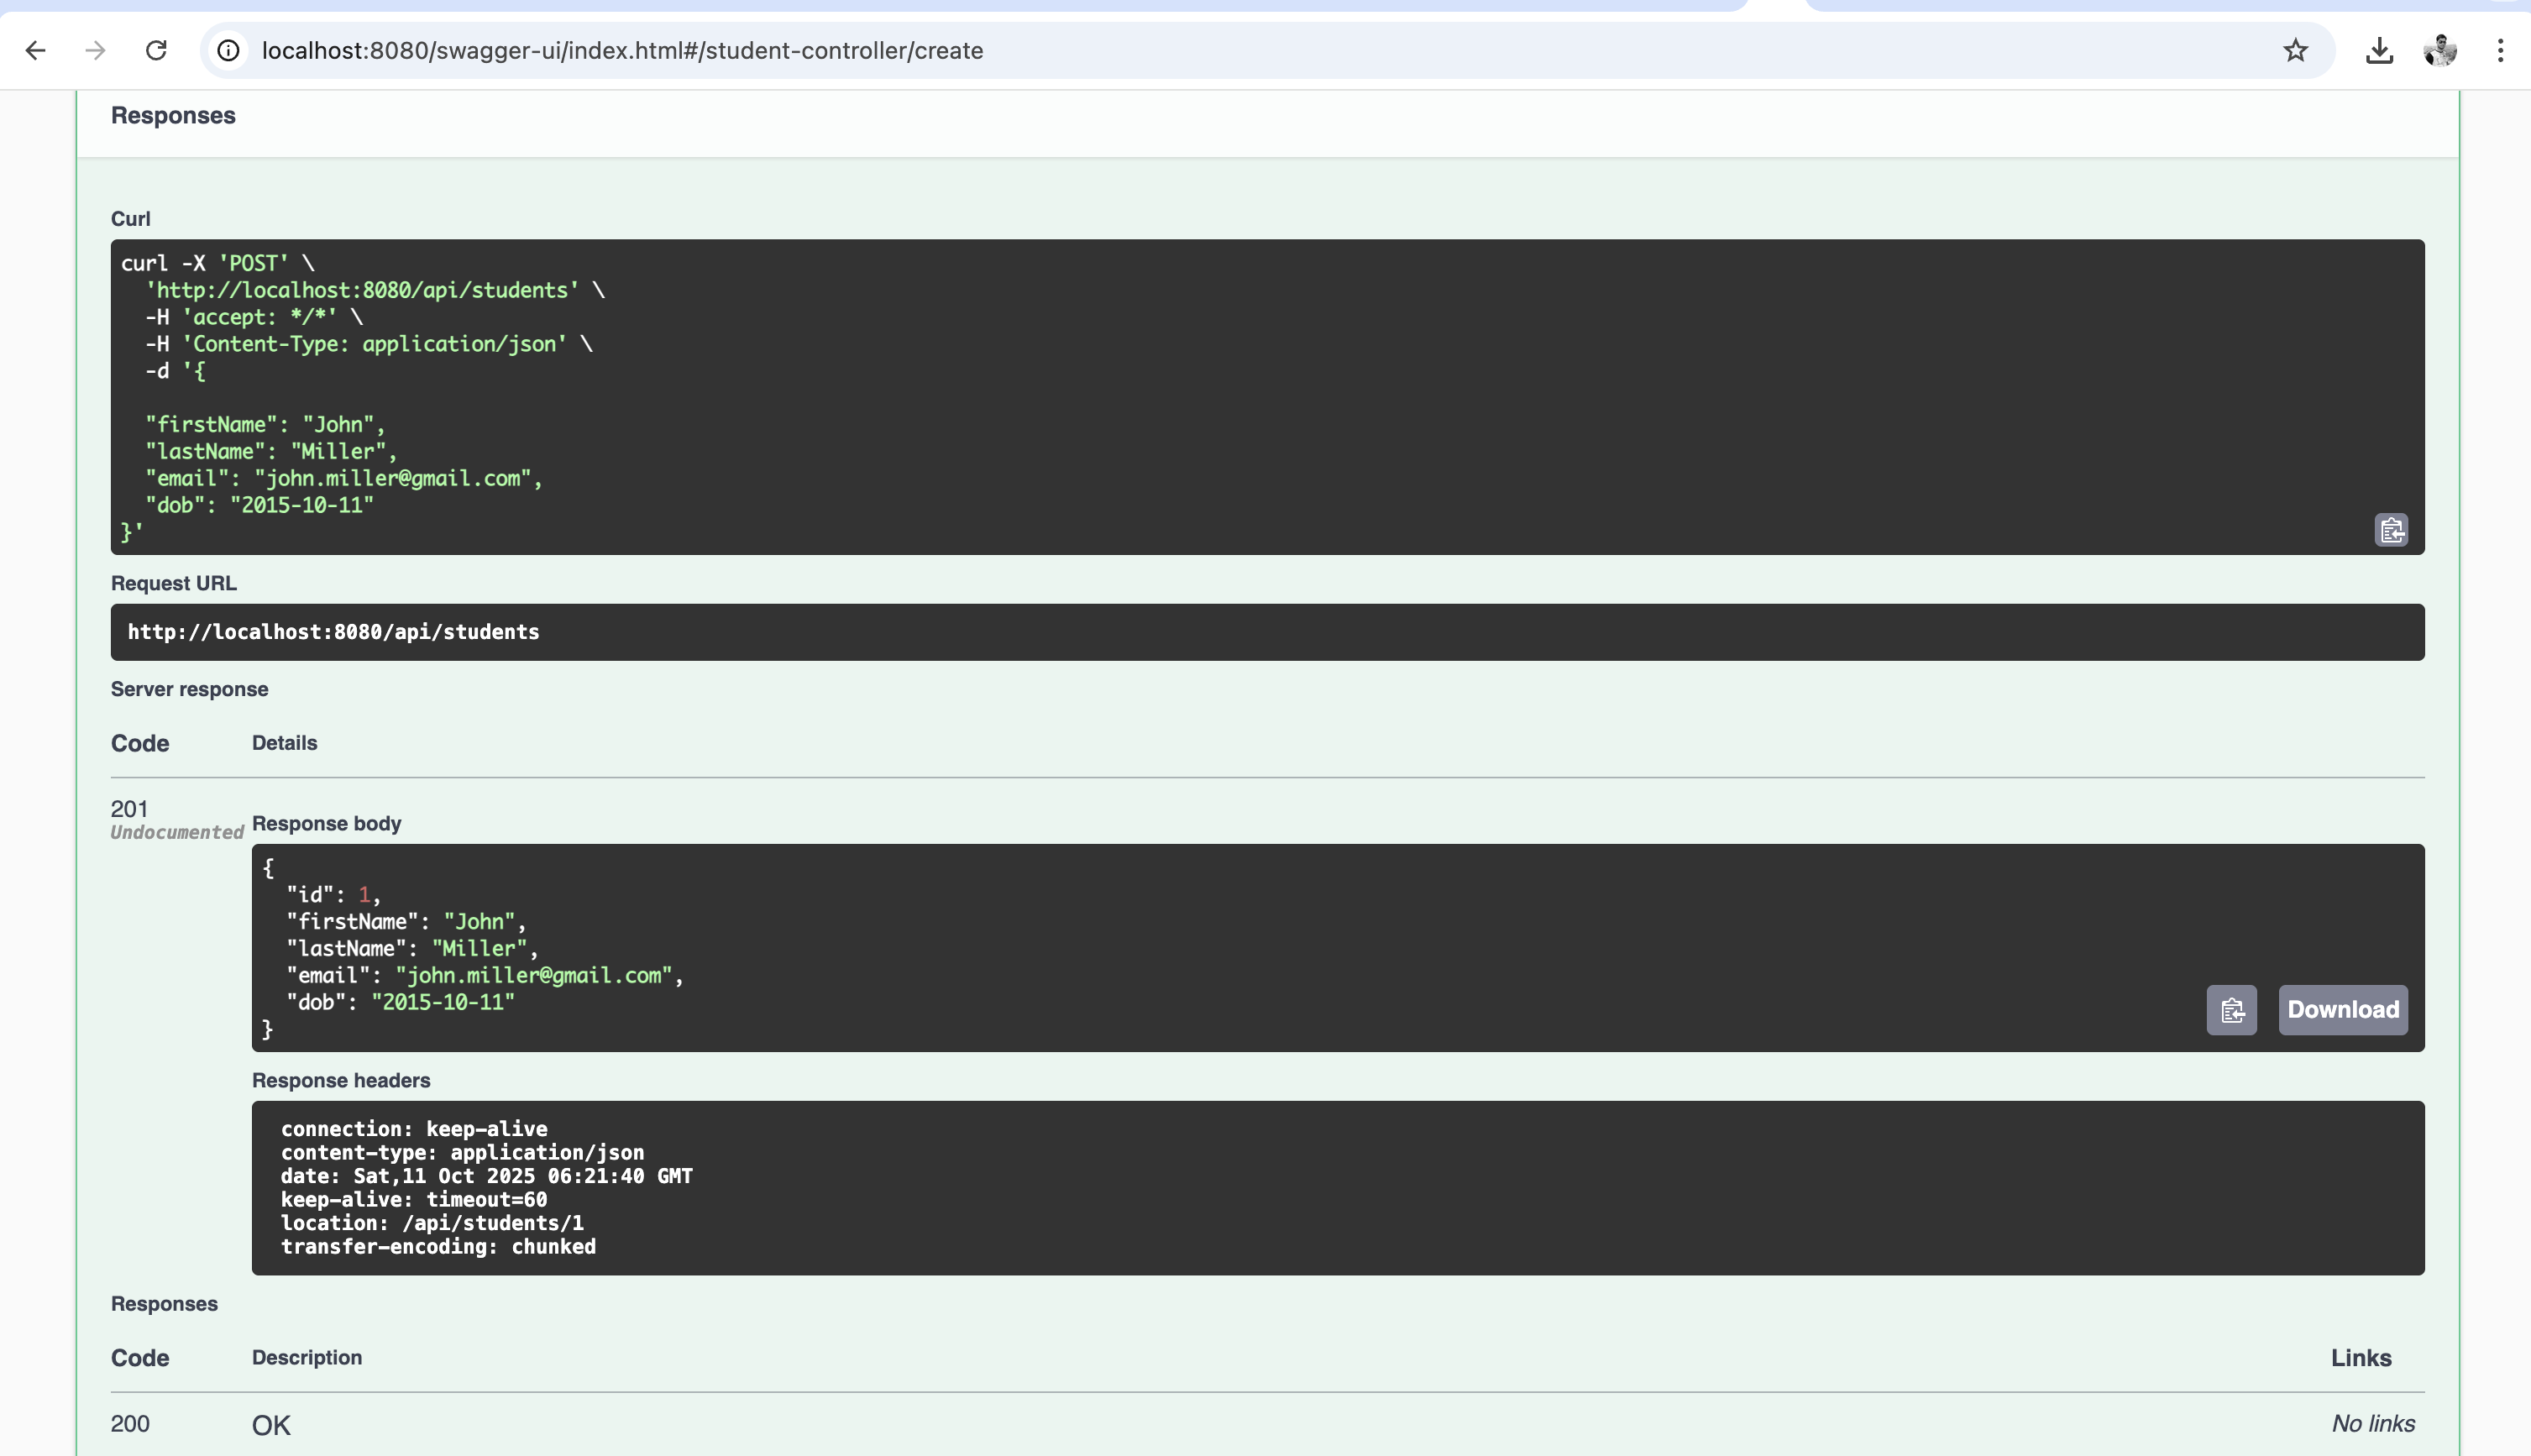 localhost:8080/swagger-ui/index.html#/student-controller/create
Responses
Curl
curl -X 'POST' \
  'http://localhost:8080/api/students' \
  -H 'accept: */*' \
  -H 'Content-Type: application/json' \
  -d '{
  "firstName": "John",
  "lastName": "Miller",
  "email": "john.miller@gmail.com",
  "dob": "2015-10-11"
}'
Request URL
http://localhost:8080/api/students
Server response
Code Details
201
Undocumented
Response body
{
  "id": 1,
  "firstName": "John",
  "lastName": "Miller",
  "email": "john.miller@gmail.com",
  "dob": "2015-10-11"
}
Download
Response headers
connection: keep-alive
content-type: application/json
date: Sat,11 Oct 2025 06:21:40 GMT
keep-alive: timeout=60
location: /api/students/1
transfer-encoding: chunked
Responses
Code Description Links
200 OK No links